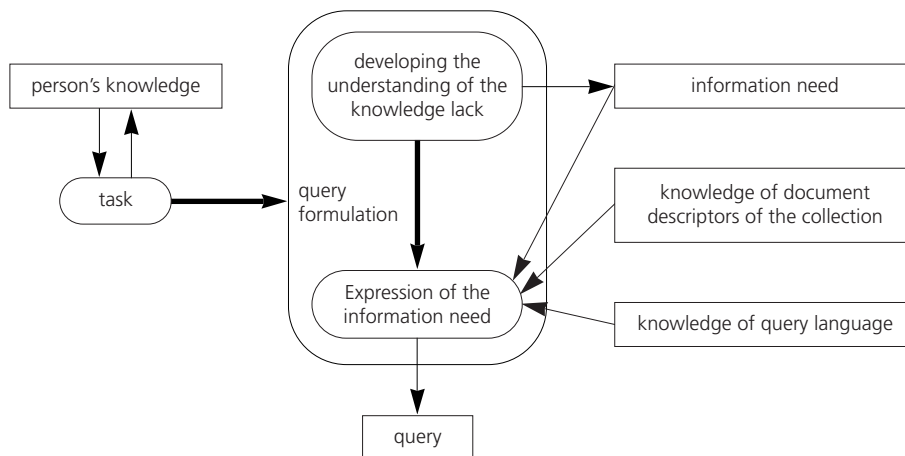 developing the
understanding of the
knowledge lack
person's knowledge
information need
task
query
formulation
knowledge of document
descriptors of the collection
Expression of the
information need
knowledge of query language
query